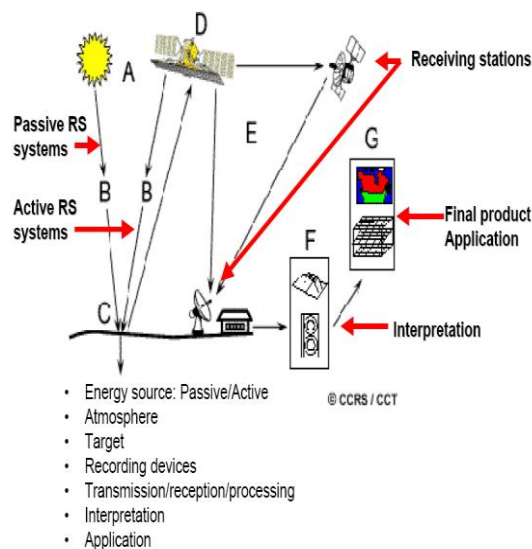 D
A
Receiving stations
Passive RS
systems
E
G
B
B
Active RS
systems
Final product
Application
F
C
Interpretation
© CCRS / CCT
• Energy source: Passive/Active
• Atmosphere
• Target
• Recording devices
• Transmission/reception/processing
• Interpretation
• Application